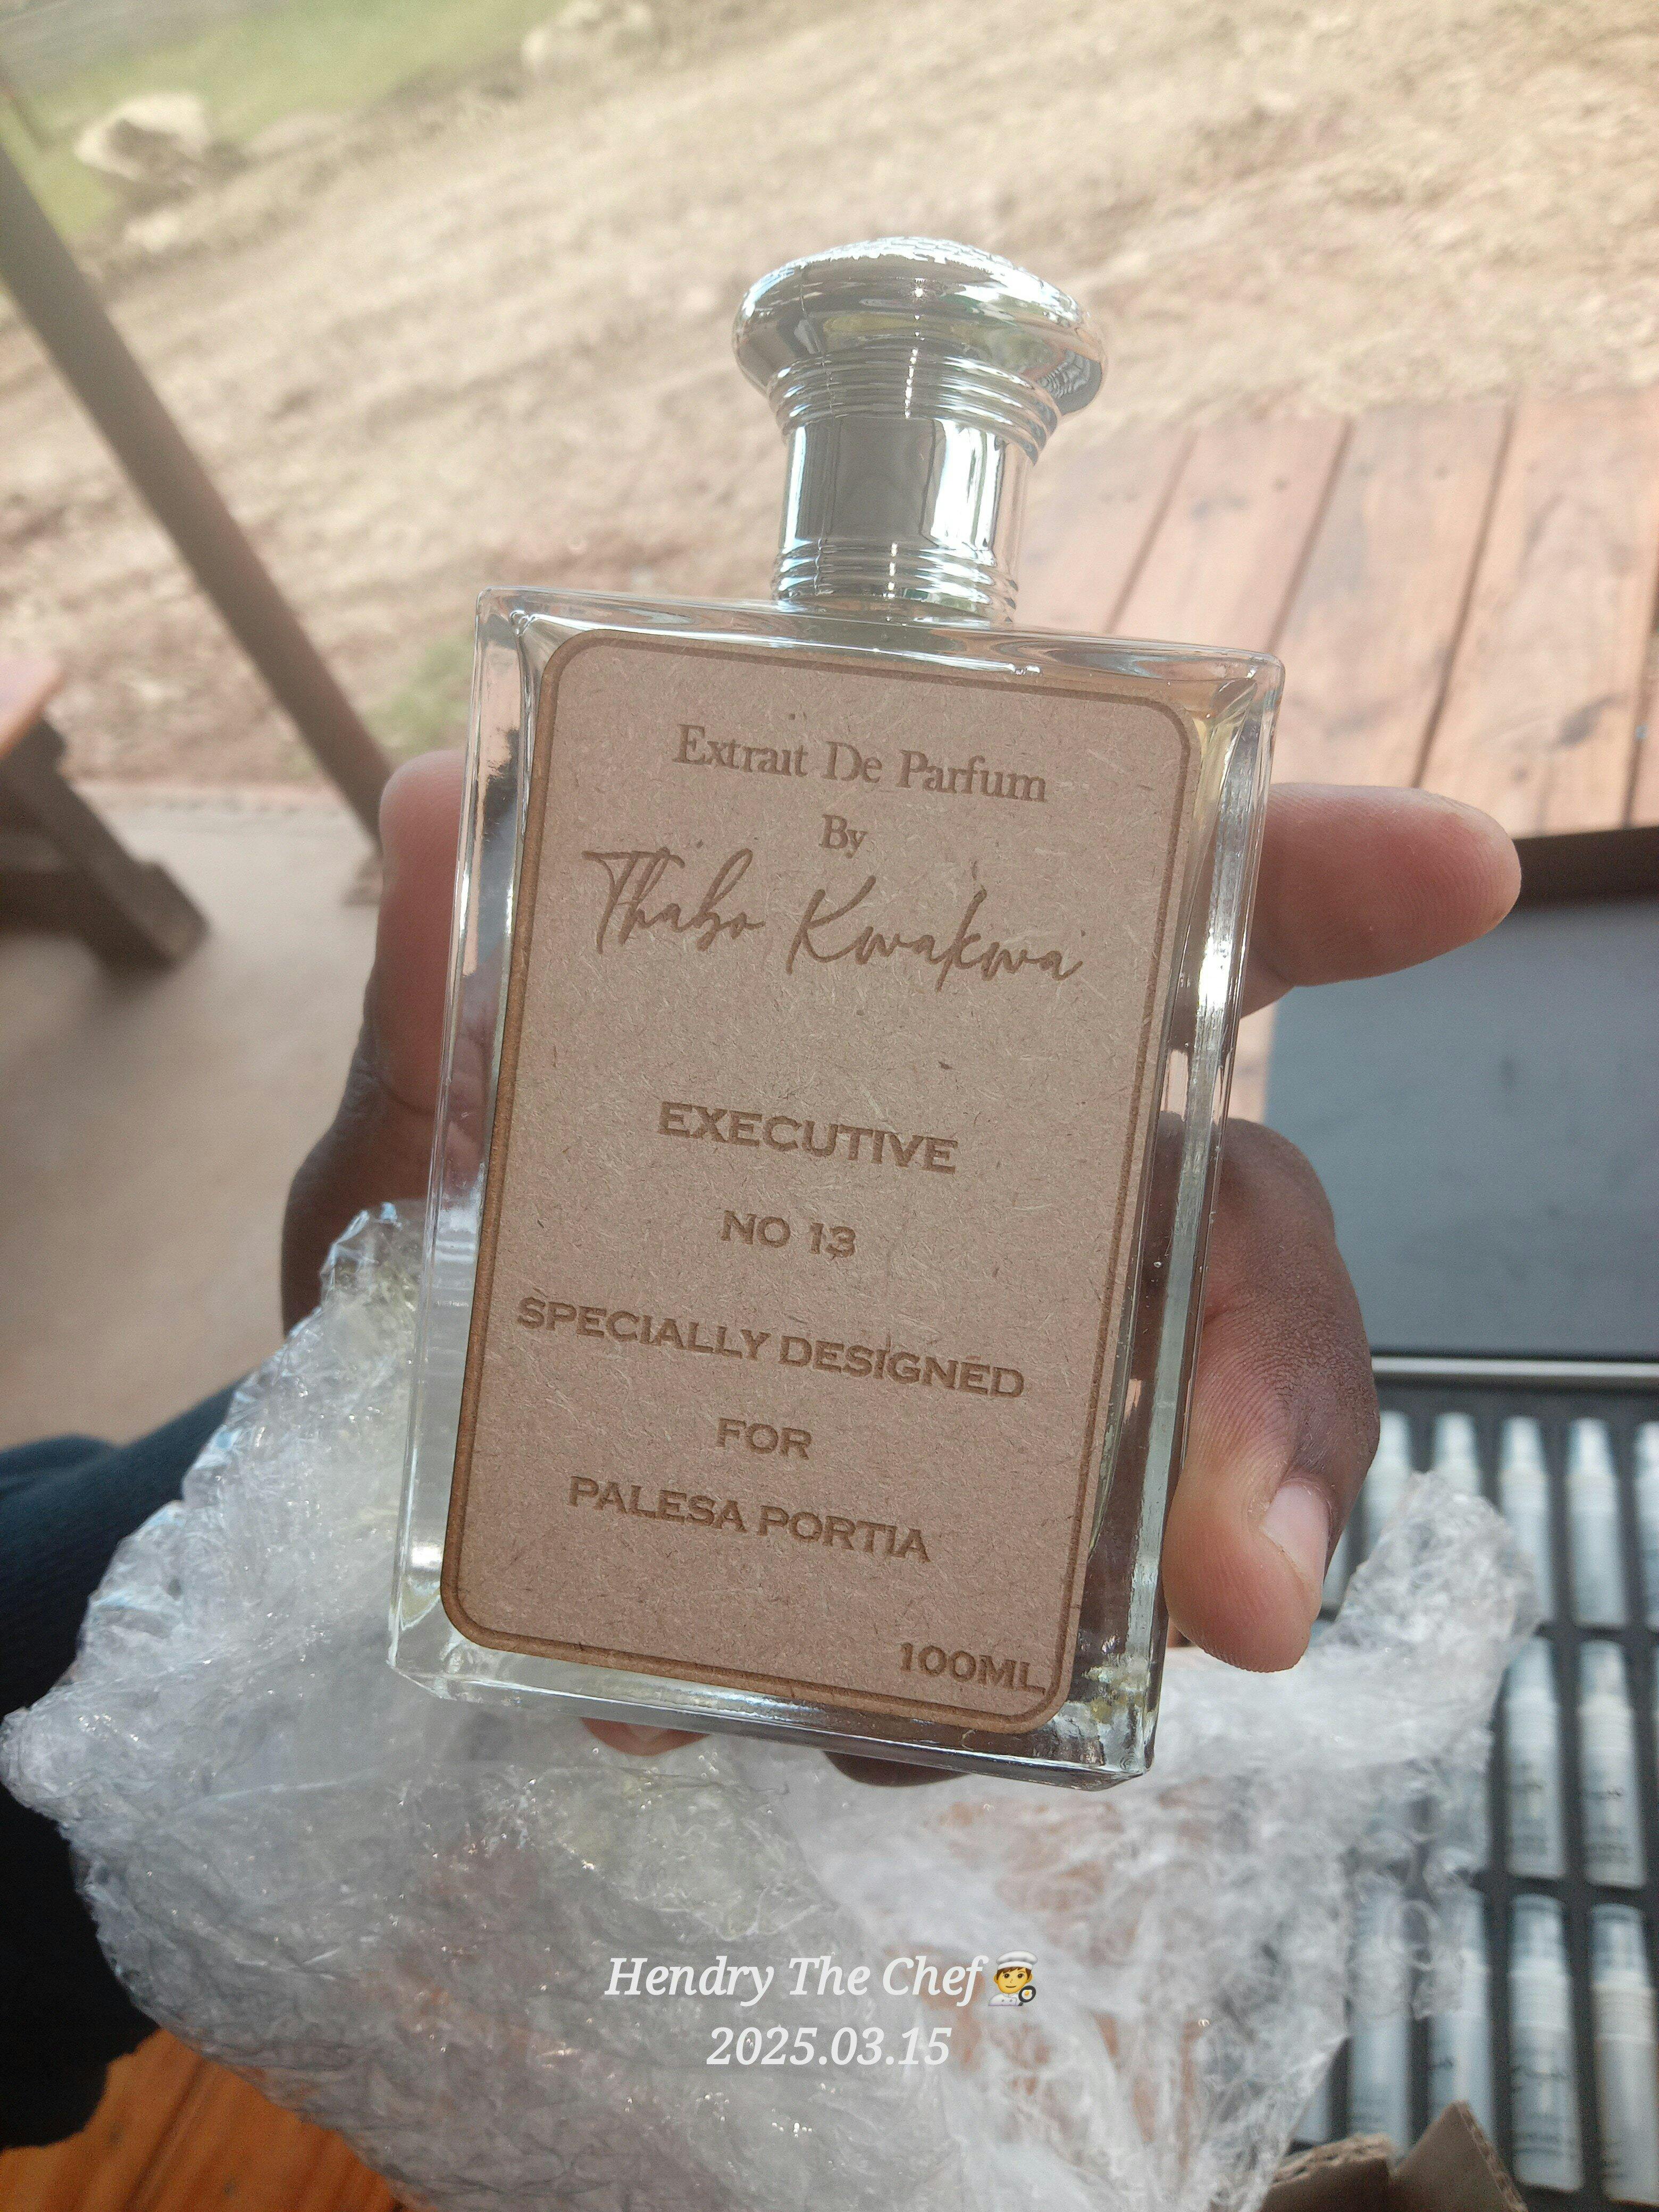 Extrait De Parfum
By
Thabo Kwakwa
EXECUTIVE
NO 13
SPECIALLY DESIGNED
FOR
PALESA PORTIA
100ML
Hendry The Chef👨‍🍳
2025.03.15